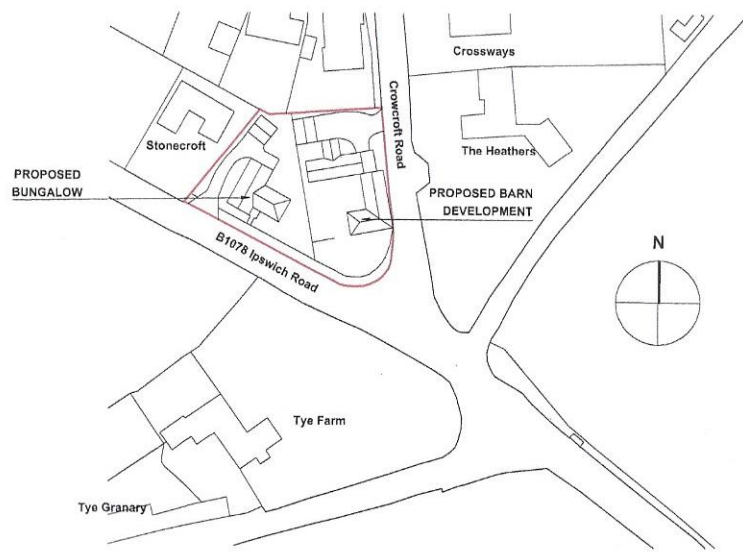 Crossways
Crowcroft Road
The Heathers
Stonecroft
PROPOSED
BUNGALOW
PROPOSED BARN
DEVELOPMENT
B1078 Ipswich Road
N
Tye Farm
Tye Granary